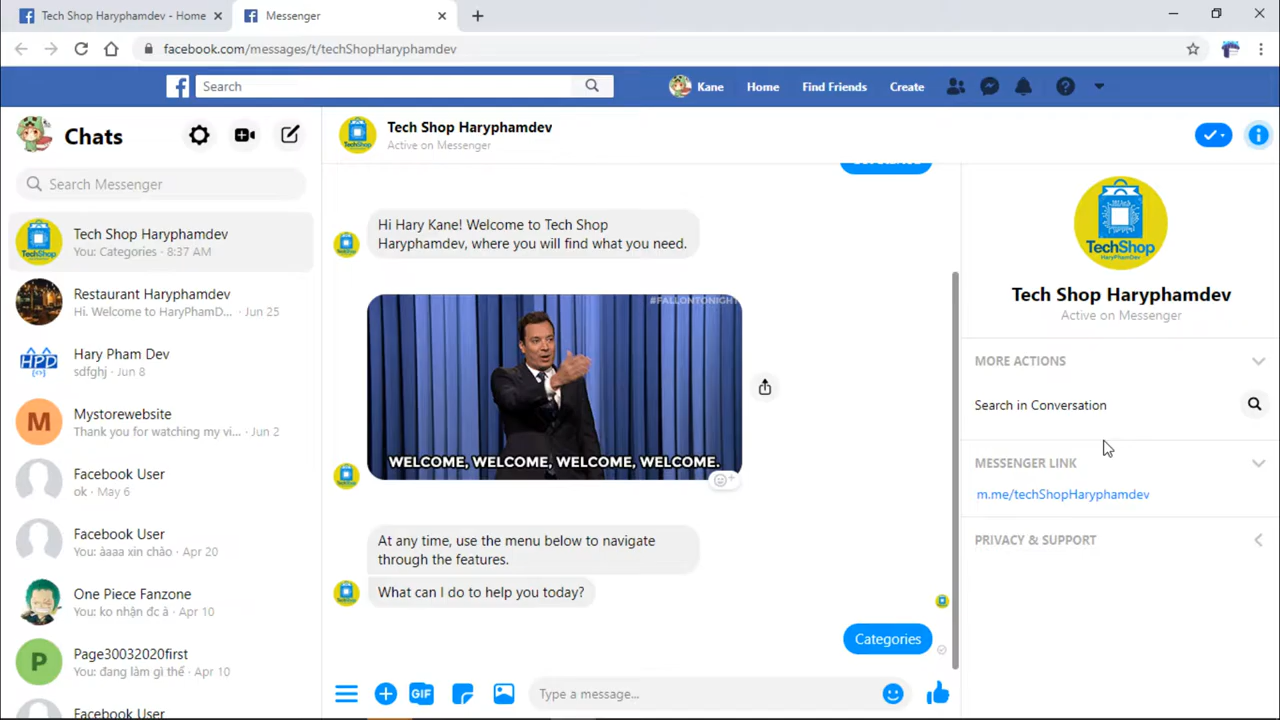 Tech Shop Haryphamdev - Home
Messenger
facebook.com/messages/t/techShopHaryphamdev
Search
Kane
Home
Find Friends
Create
Chats
Search Messenger
Tech Shop Haryphamdev
You: Categories · 8:37 AM
Restaurant Haryphamdev
Hi. Welcome to HaryPhamD... · Jun 25
Hary Pham Dev
sdfghj · Jun 8
HPD
Mystorewebsite
Thank you for watching my vi... · Jun 2
M
Facebook User
ok · May 6
Facebook User
You: àaaa xin chào · Apr 20
One Piece Fanzone
You: ko nhận đc à · Apr 10
Page30032020first
You: đang làm gì thế · Apr 10
P
Facebook User
Tech Shop Haryphamdev
Active on Messenger
Get Started
Hi Hary Kane! Welcome to Tech Shop
Haryphamdev, where you will find what you need.
#FALLONTONIGHT
WELCOME, WELCOME, WELCOME, WELCOME.
At any time, use the menu below to navigate
through the features.
What can I do to help you today?
Categories
GIF
Type a message...
TechShop
HaryPhamDev
Tech Shop Haryphamdev
Active on Messenger
MORE ACTIONS
Search in Conversation
MESSENGER LINK
m.me/techShopHaryphamdev
PRIVACY & SUPPORT